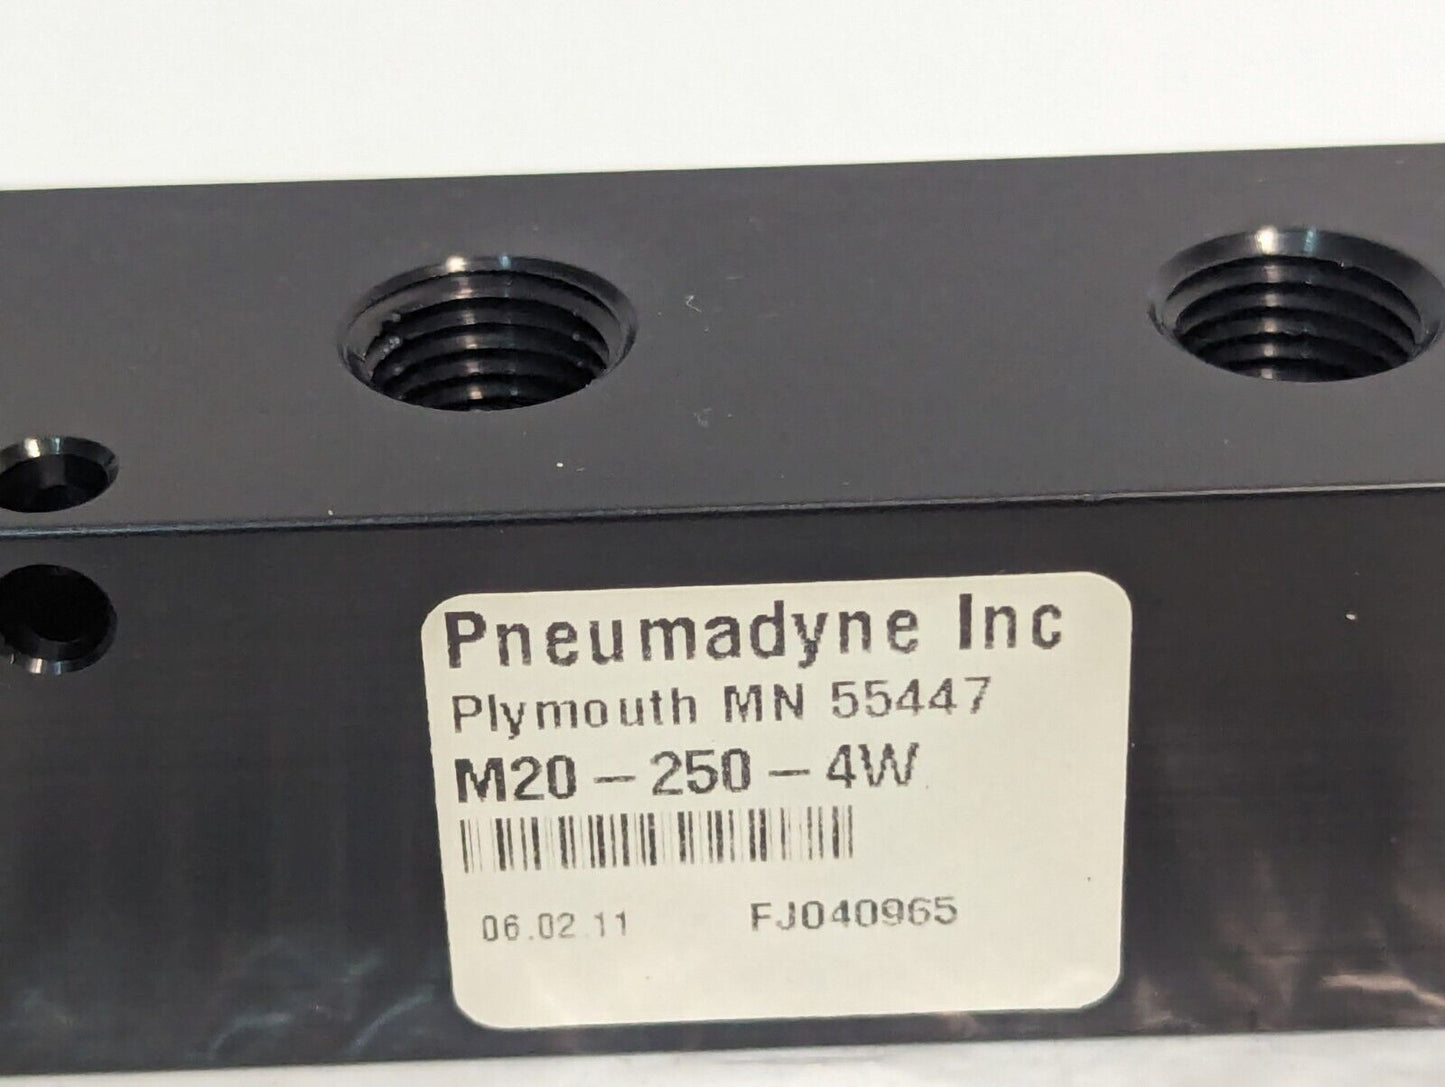 Pneumadyne Inc
Plymouth MN 55447
M20-250-4W
06.02.11 FJ040965